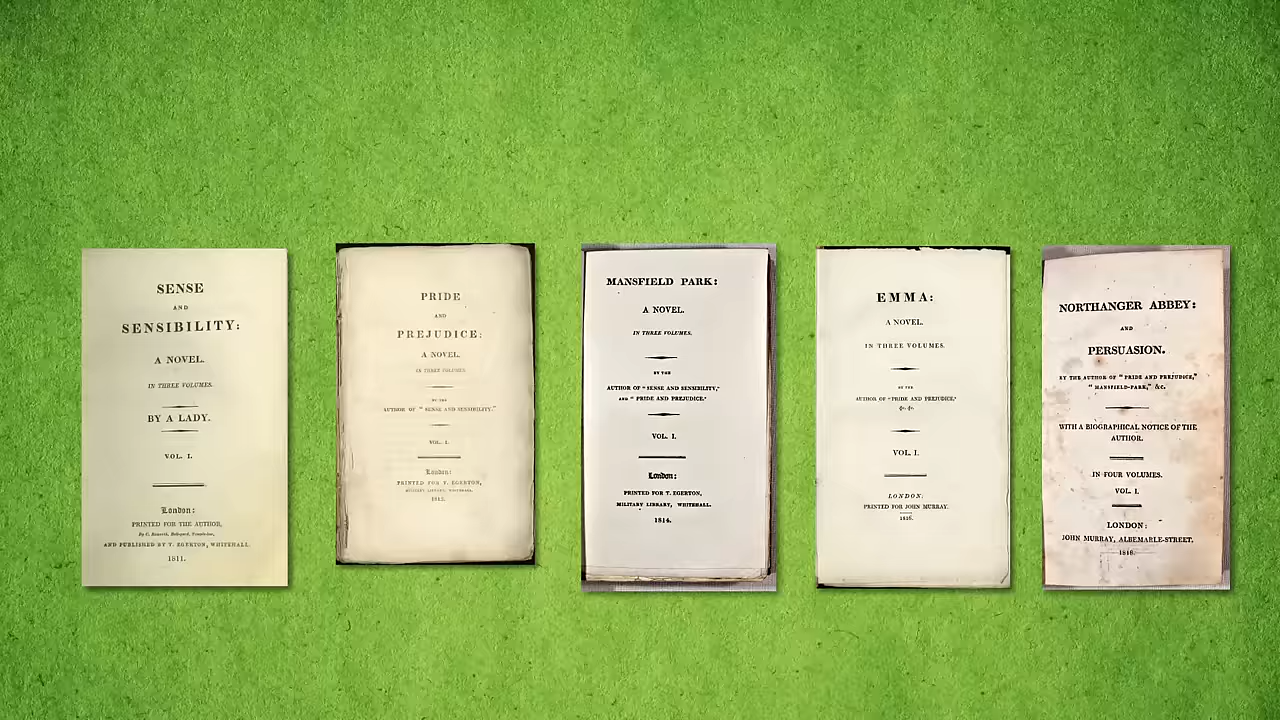 SENSE
AND
SENSIBILITY:
A NOVEL.
IN THREE VOLUMES.
BY A LADY.
VOL. I.
London:
PRINTED FOR THE AUTHOR,
By C. Roworth, Bell-yard, Temple-bar,
AND PUBLISHED BY T. EGERTON, WHITEHALL.
1811.
PRIDE
AND
PREJUDICE:
A NOVEL.
IN THREE VOLUMES.
BY THE
AUTHOR OF "SENSE AND SENSIBILITY."
VOL. I.
London:
PRINTED FOR T. EGERTON,
MILITARY LIBRARY, WHITEHALL.
1813.
MANSFIELD PARK:
A NOVEL.
IN THREE VOLUMES.
BY THE
AUTHOR OF "SENSE AND SENSIBILITY,"
AND "PRIDE AND PREJUDICE."
VOL. I.
London:
PRINTED FOR T. EGERTON,
MILITARY LIBRARY, WHITEHALL.
1814.
EMMA:
A NOVEL.
IN THREE VOLUMES.
BY THE
AUTHOR OF "PRIDE AND PREJUDICE,"
&c. &c.
VOL. I.
LONDON:
PRINTED FOR JOHN MURRAY.
1816.
NORTHANGER ABBEY:
AND
PERSUASION.
BY THE AUTHOR OF "PRIDE AND PREJUDICE,"
"MANSFIELD-PARK," &C.
WITH A BIOGRAPHICAL NOTICE OF THE
AUTHOR.
IN FOUR VOLUMES.
VOL. I.
LONDON:
JOHN MURRAY, ALBEMARLE-STREET.
1818.